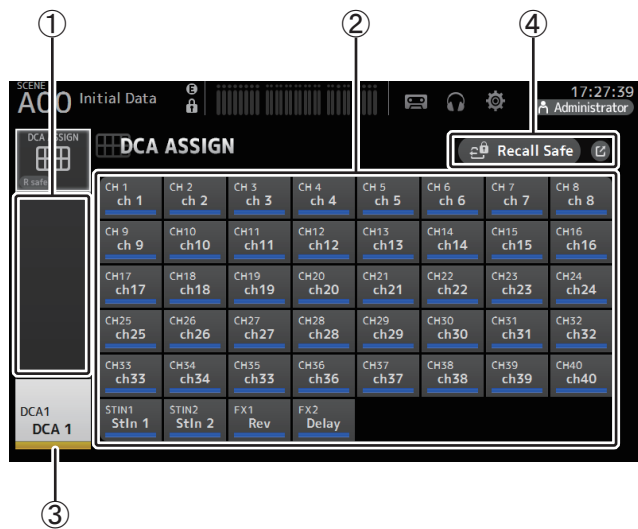 ① ② ④
SCENE
A00 Initial Data
E
17:27:39
Administrator
DCA ASSIGN
R safe
DCA ASSIGN
Recall Safe
CH 1 CH 2 CH 3 CH 4 CH 5 CH 6 CH 7 CH 8
ch 1 ch 2 ch 3 ch 4 ch 5 ch 6 ch 7 ch 8
CH 9 CH10 CH11 CH12 CH13 CH14 CH15 CH16
ch 9 ch10 ch11 ch12 ch13 ch14 ch15 ch16
CH17 CH18 CH19 CH20 CH21 CH22 CH23 CH24
ch17 ch18 ch19 ch20 ch21 ch22 ch23 ch24
CH25 CH26 CH27 CH28 CH29 CH30 CH31 CH32
ch25 ch26 ch27 ch28 ch29 ch30 ch31 ch32
CH33 CH34 CH35 CH36 CH37 CH38 CH39 CH40
ch33 ch34 ch33 ch36 ch37 ch38 ch39 ch40
STIN1 STIN2 FX1 FX2
StIn 1 StIn 2 Rev Delay
DCA1
DCA 1
③